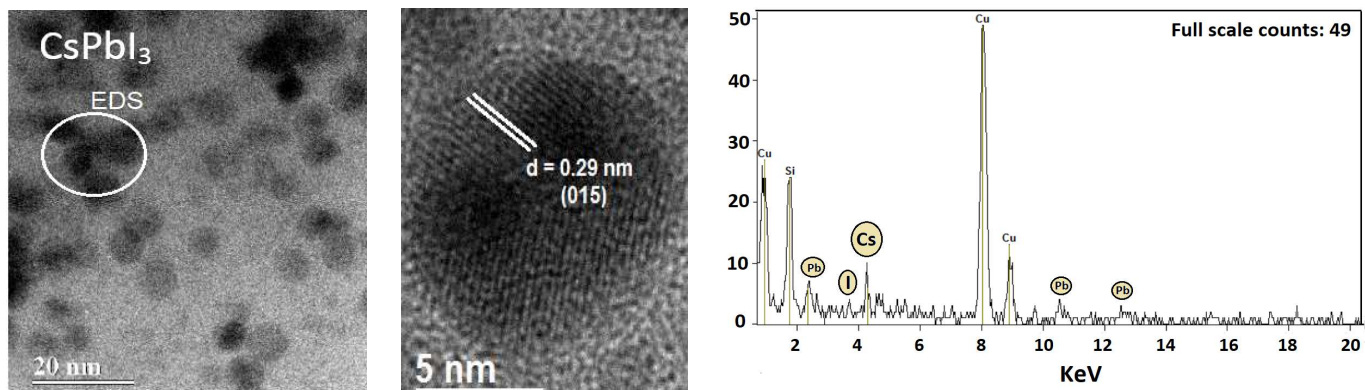 CsPbI₃
EDS
20 nm
d = 0.29 nm
(015)
5 nm
Full scale counts: 49
50
40
30
20
10
0
Cu
Si
Pb
I
Cs
Cu
Cu
Pb
Pb
2 4 6 8 10 12 14 16 18 20
KeV